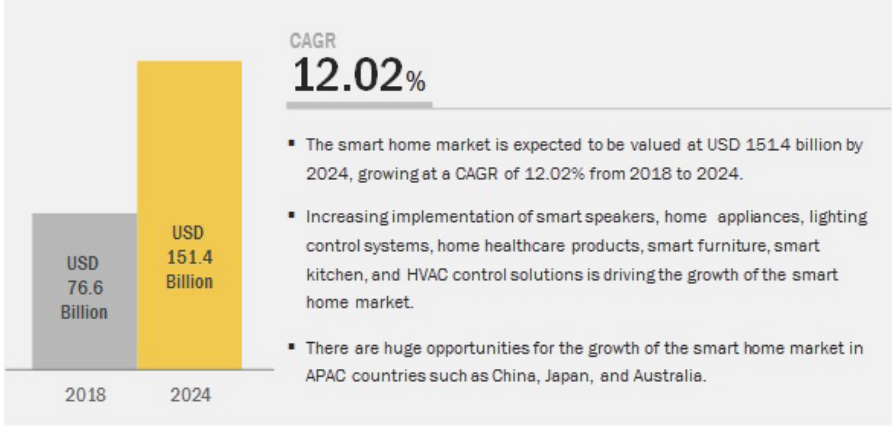 CAGR
12.02%
▪ The smart home market is expected to be valued at USD 151.4 billion by
2024, growing at a CAGR of 12.02% from 2018 to 2024.
▪ Increasing implementation of smart speakers, home appliances, lighting
control systems, home healthcare products, smart furniture, smart
kitchen, and HVAC control solutions is driving the growth of the smart
home market.
▪ There are huge opportunities for the growth of the smart home market in
APAC countries such as China, Japan, and Australia.
USD
76.6
Billion
USD
151.4
Billion
2018
2024